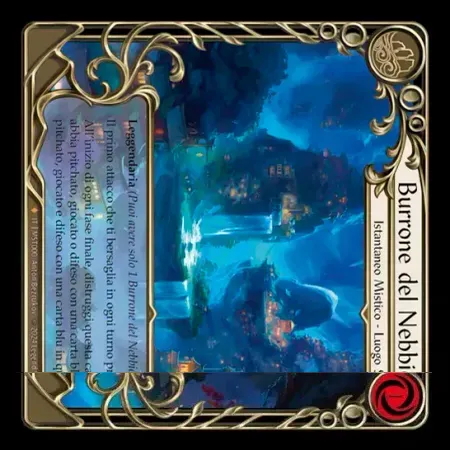 Burrone del Nebbi
Istantaneo Mistico - Luogo
Leggendaria (Puoi avere solo 1 Burrone del Nebbi
Il primo attacco che ti bersaglia in ogni turno p
All'inizio di ogni fase finale, distruggi questa ca
abbia pitchato, giocato o difeso con una carta
pitchato, giocato e difeso con una carta blu in q